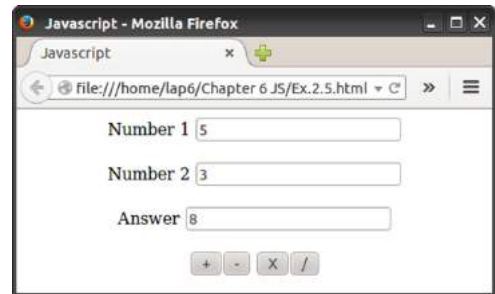 Javascript - Mozilla Firefox
Javascript
file:///home/lap6/Chapter 6 JS/Ex.2.5.html
Number 1 5
Number 2 3
Answer 8
+ - X /